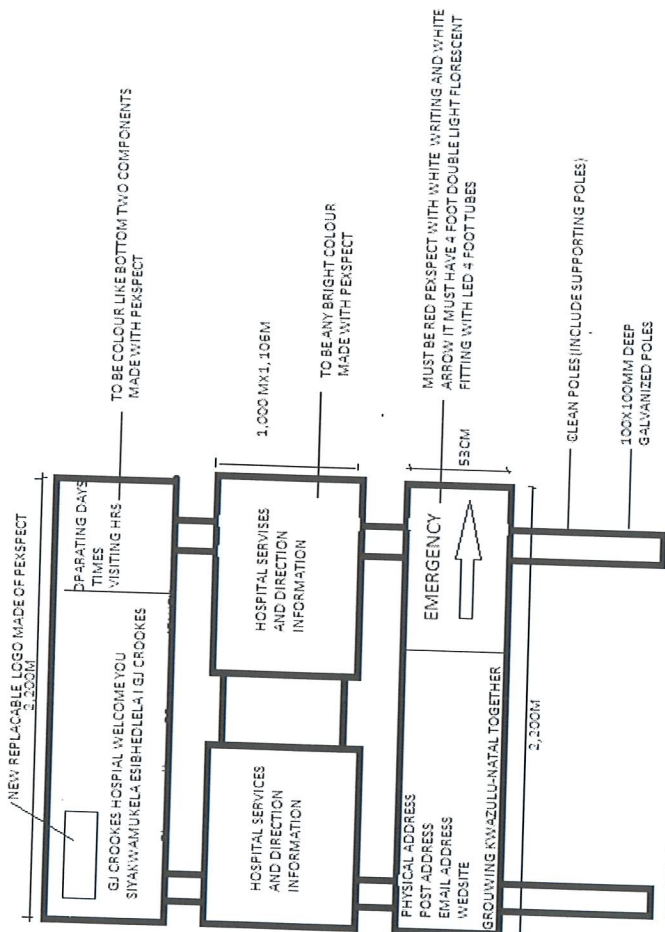 NEW REPLACABLE LOGO MADE OF PEXSPECT
2,200M
GJ CROOKES HOSPIAL WELCOME YOU
SIYAKWAMUKELA ESIBHEDLELA I GJ CROOKES
OPARATING DAYS
TIMES
VISITING HRS
TO BE COLOUR LIKE BOTTOM TWO COMPONENTS
MADE WITH PEXSPECT
HOSPITAL SERVICES
AND DIRECTION
INFORMATION
HOSPITAL SERVISES
AND DIRECTION
INFORMATION
1,000 MX1,106M
TO BE ANY BRIGHT COLOUR
MADE WITH PEXSPECT
PHYSICAL ADDRESS
POST ADDRESS
EMAIL ADDRESS
WEDSITE
GROUWING KWAZULU-NATAL TOGETHER
EMERGENCY
53CM
MUST BE RED PEXSPECT WITH WHITE WRITING AND WHITE
ARROW IT MUST HAVE 4 FOOT DOUBLE LIGHT FLORESCENT
FITTING WITH LED 4 FOOT TUBES
2,200M
CLEAN POLES(INCLUDE SUPPORTING POLES)
100X100MM DEEP
GALVANIZED POLES